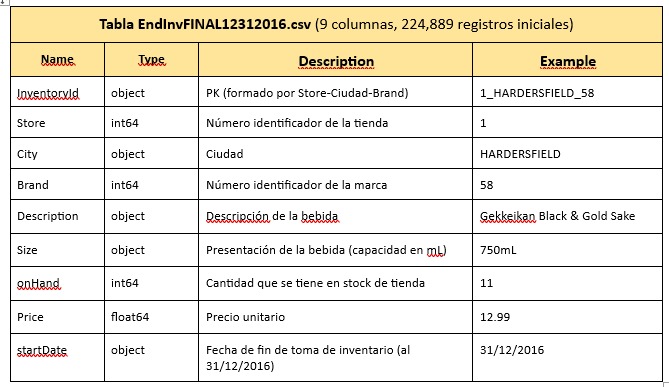 Tabla EndInvFINAL12312016.csv (9 columnas, 224,889 registros iniciales)
Name Type Description Example
InventoryId object PK (formado por Store-Ciudad-Brand) 1_HARDERSFIELD_58
Store int64 Número identificador de la tienda 1
City object Ciudad HARDERSFIELD
Brand int64 Número identificador de la marca 58
Description object Descripción de la bebida Gekkeikan Black & Gold Sake
Size object Presentación de la bebida (capacidad en mL) 750mL
onHand int64 Cantidad que se tiene en stock de tienda 11
Price float64 Precio unitario 12.99
startDate object Fecha de fin de toma de inventario (al 31/12/2016
31/12/2016)